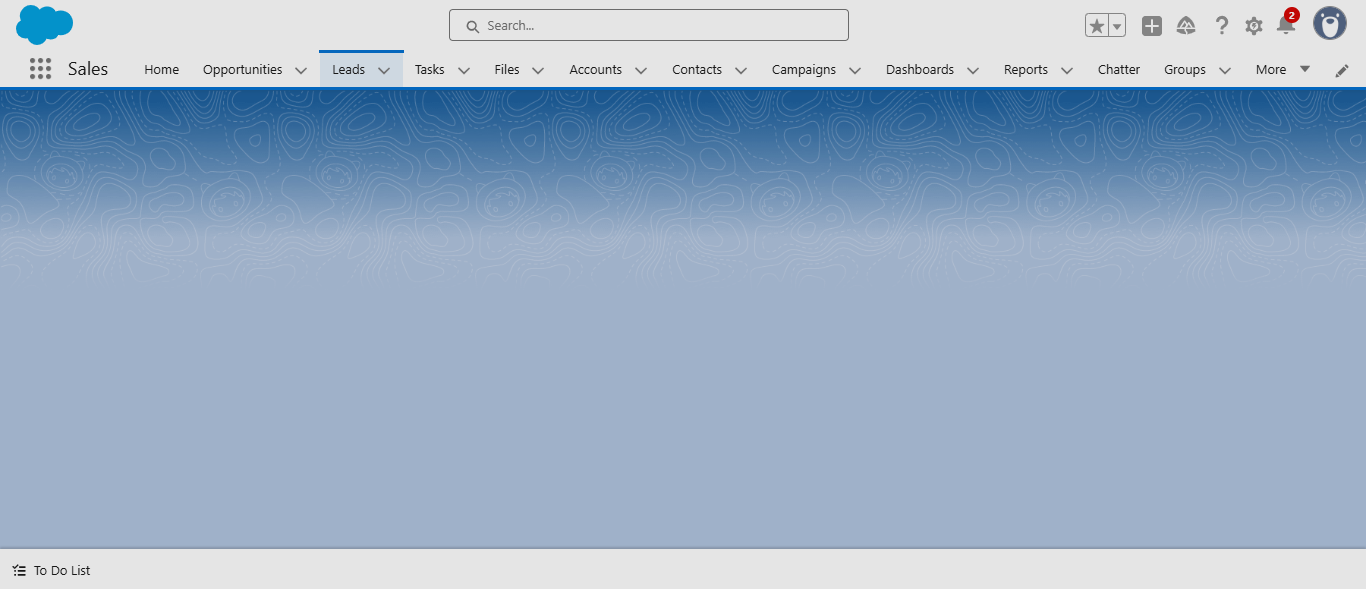 Search...
2
Sales
Home
Opportunities
Leads
Tasks
Files
Accounts
Contacts
Campaigns
Dashboards
Reports
Chatter
Groups
More
To Do List